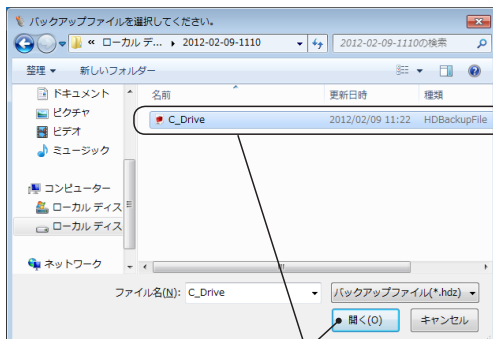 バックアップファイルを選択してください。
« ローカル デ... ▸ 2012-02-09-1110
2012-02-09-1110の検索
整理 ▼ 新しいフォルダー
名前 更新日時 種類
ドキュメント
ピクチャ
ビデオ
ミュージック
C_Drive 2012/02/09 11:22 HDBackupFile
コンピューター
ローカル ディス
ローカル ディス
ネットワーク
ファイル名(N): C_Drive
バックアップファイル(*.hdz)
開く(O) キャンセル